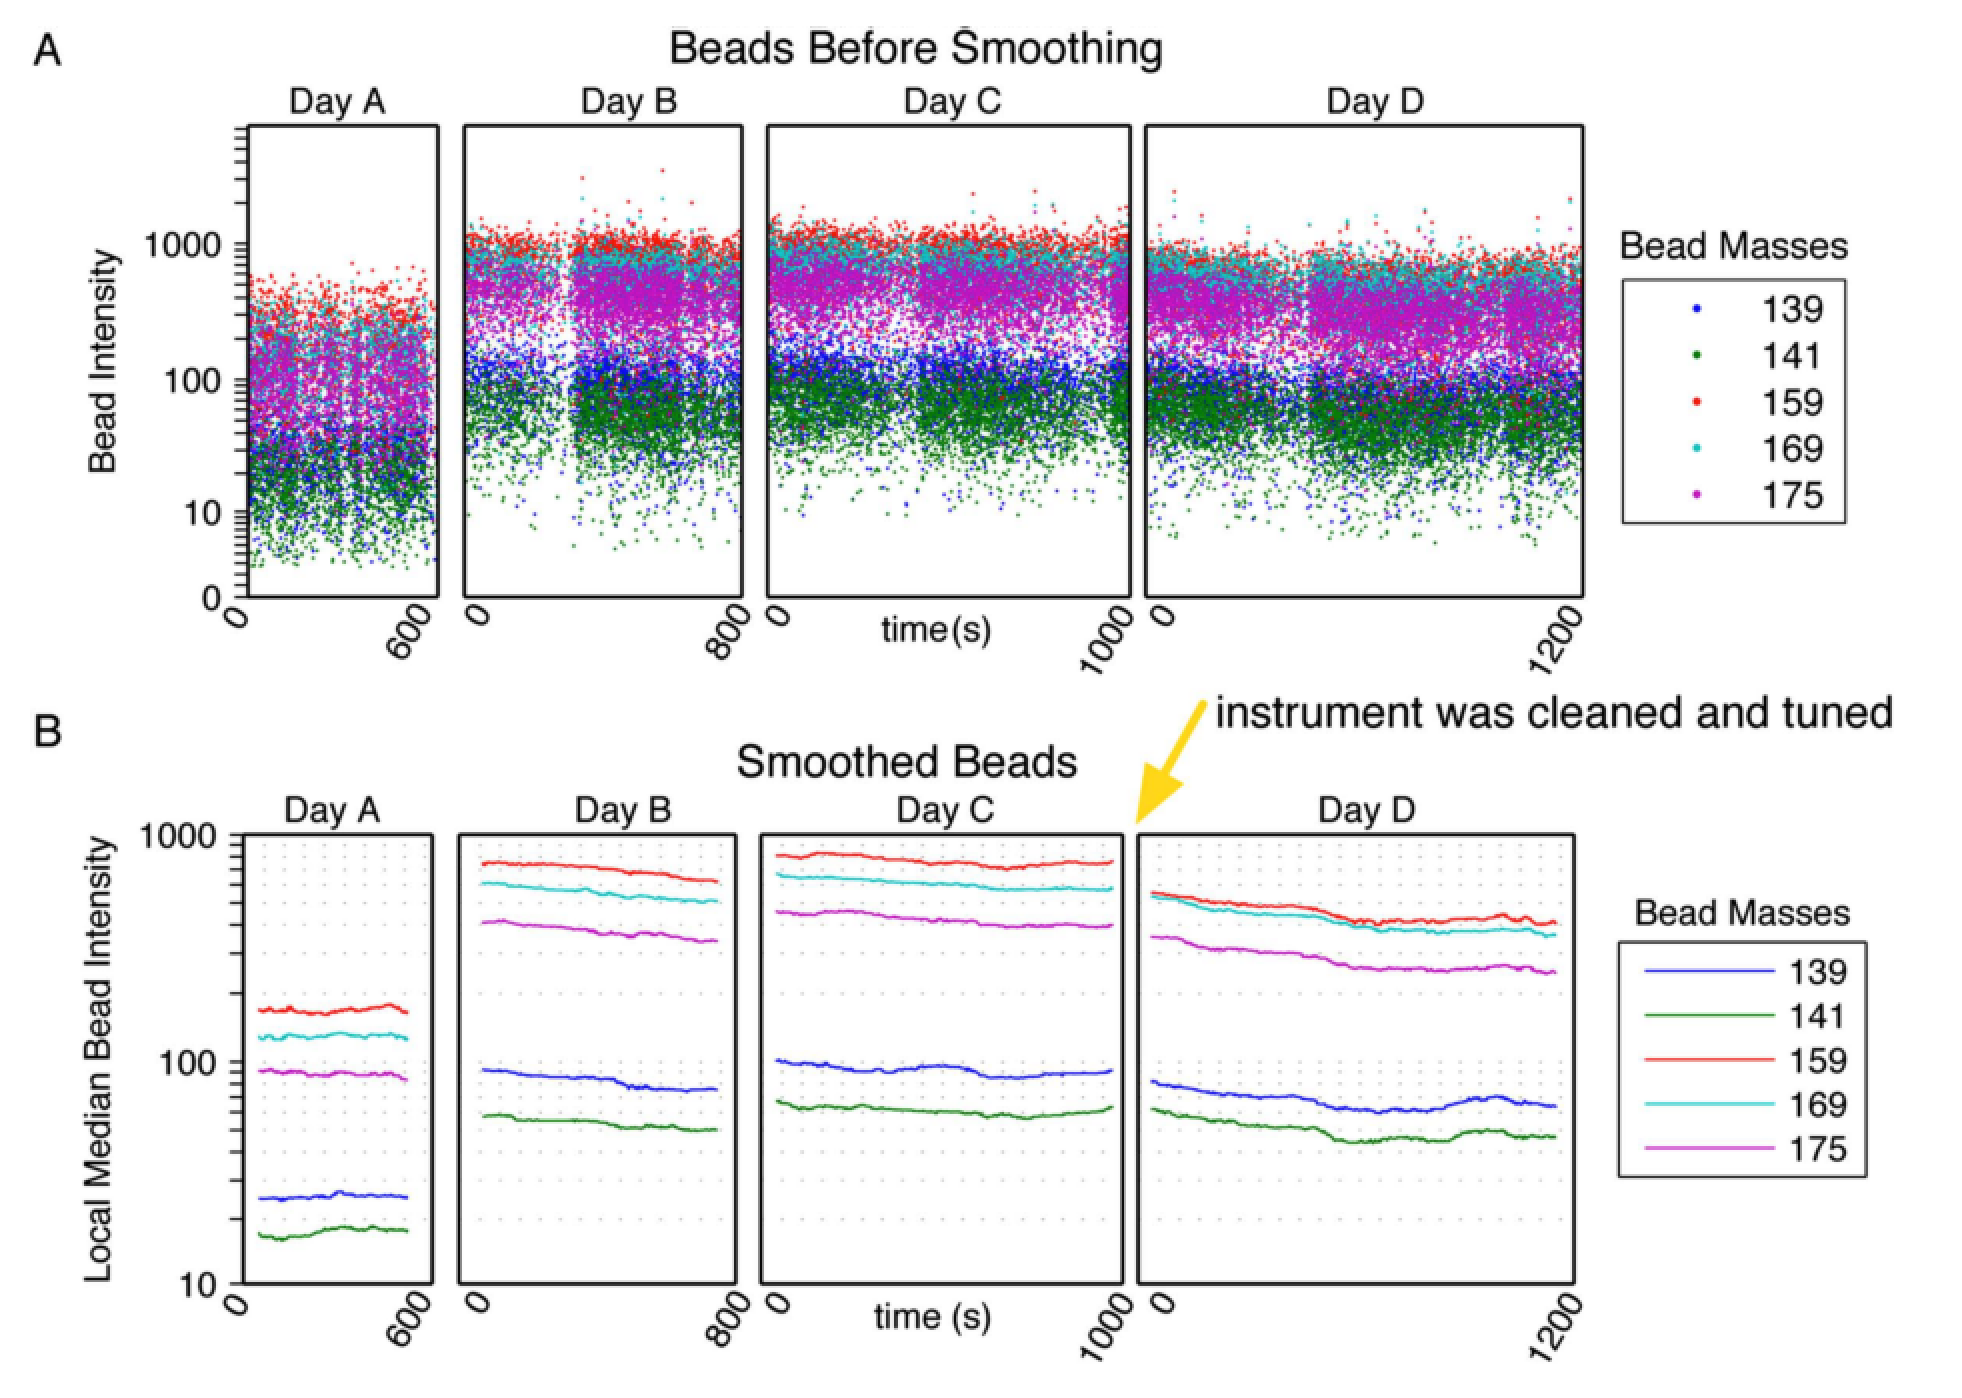 A
Beads Before Smoothing
Day A
Day B
Day C
Day D
Bead Intensity
1000
100
10
0
0
600
0
800
0
time(s)
1000
0
1200
Bead Masses
139
141
159
169
175
instrument was cleaned and tuned
B
Smoothed Beads
Day A
Day B
Day C
Day D
Local Median Bead Intensity
1000
100
10
0
600
0
800
0
time (s)
1000
0
1200
Bead Masses
139
141
159
169
175